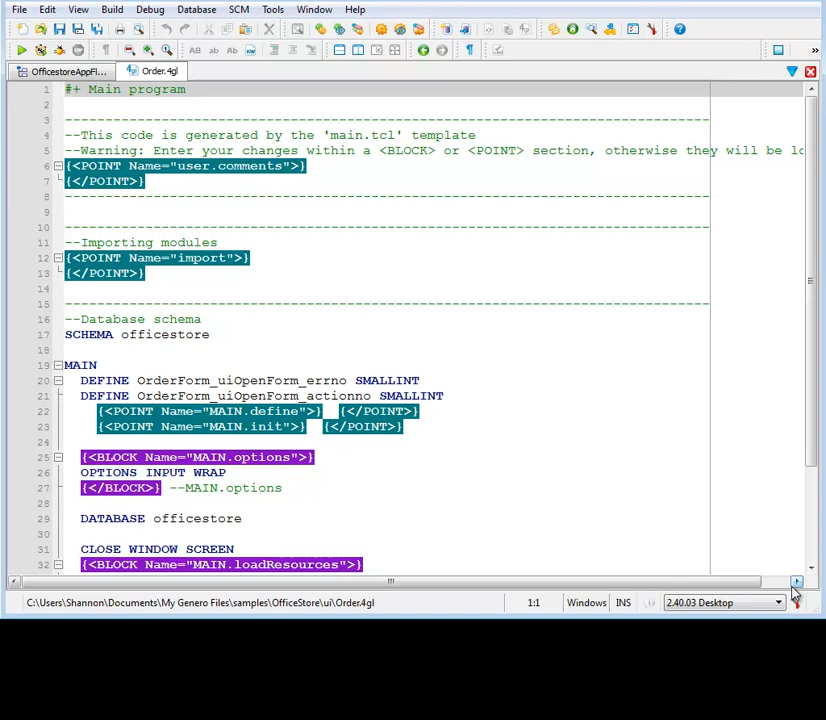 File Edit View Build Debug Database SCM Tools Window Help
AB ab Ab KW
OfficestoreAppFl... Order.4gl
1 #+ Main program
2
3 --------------------------------------------------------------------------------
4 --This code is generated by the 'main.tcl' template
5 --Warning: Enter your changes within a <BLOCK> or <POINT> section, otherwise they will be lo
6 {<POINT Name="user.comments">}
7 {</POINT>}
8 --------------------------------------------------------------------------------
9
10 --------------------------------------------------------------------------------
11 --Importing modules
12 {<POINT Name="import">}
13 {</POINT>}
14
15 --------------------------------------------------------------------------------
16 --Database schema
17 SCHEMA officestore
18
19 MAIN
20 DEFINE OrderForm_uiOpenForm_errno SMALLINT
21 DEFINE OrderForm_uiOpenForm_actionno SMALLINT
22 {<POINT Name="MAIN.define">} {</POINT>}
23 {<POINT Name="MAIN.init">} {</POINT>}
24
25 {<BLOCK Name="MAIN.options">}
26 OPTIONS INPUT WRAP
27 {</BLOCK>} --MAIN.options
28
29 DATABASE officestore
30
31 CLOSE WINDOW SCREEN
32 {<BLOCK Name="MAIN.loadResources">}
C:\Users\Shannon\Documents\My Genero Files\samples\OfficeStore\ui\Order.4gl 1:1 Windows INS 2.40.03 Desktop